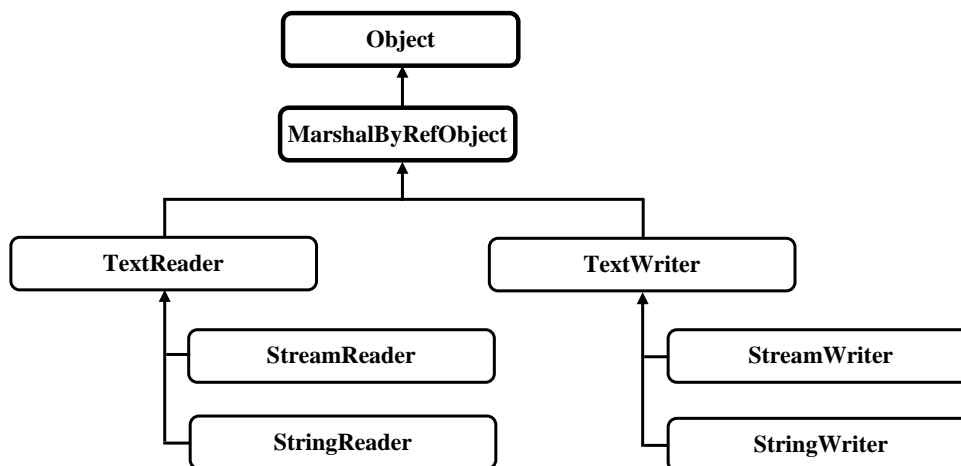 Object
MarshalByRefObject
TextReader
TextWriter
StreamReader
StreamWriter
StringReader
StringWriter